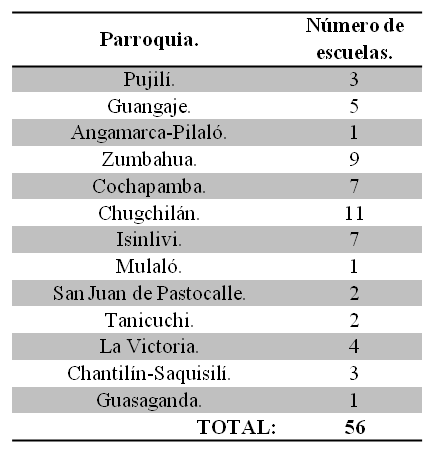 Parroquia. Número de
escuelas.
Pujilí. 3
Guangaje. 5
Angamarca-Pilaló. 1
Zumbahua. 9
Cochapamba. 7
Chugchilán. 11
Isinlivi. 7
Mulaló. 1
San Juan de Pastocalle. 2
Tanicuchi. 2
La Victoria. 4
Chantilín-Saquisilí. 3
Guasaganda. 1
TOTAL: 56